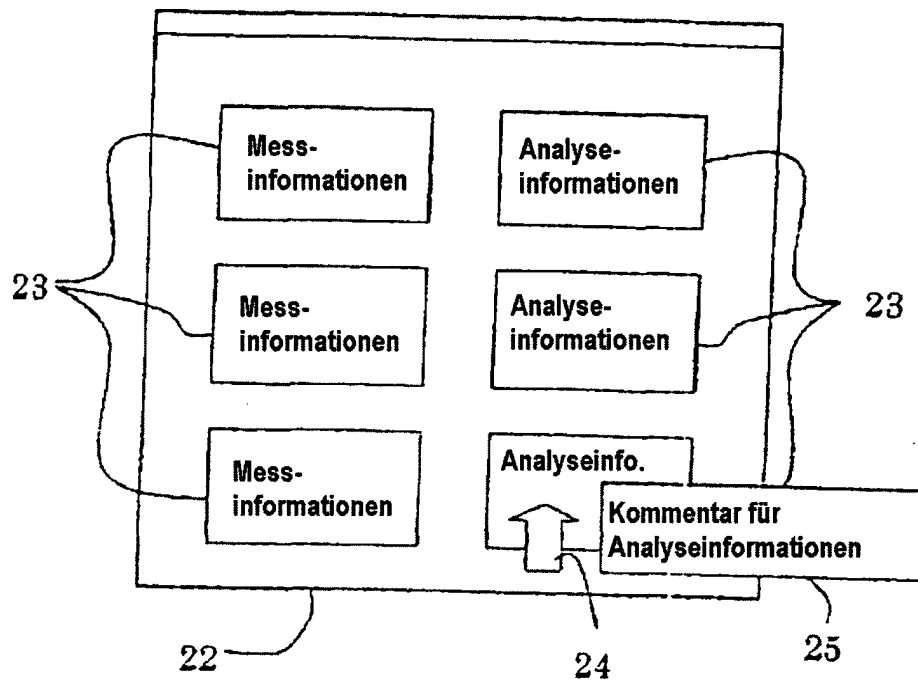 Mess-
informationen
Analyse-
informationen
23
Mess-
informationen
Analyse-
informationen
23
Mess-
informationen
Analyseinfo.
Kommentar für
Analyseinformationen
22
24
25